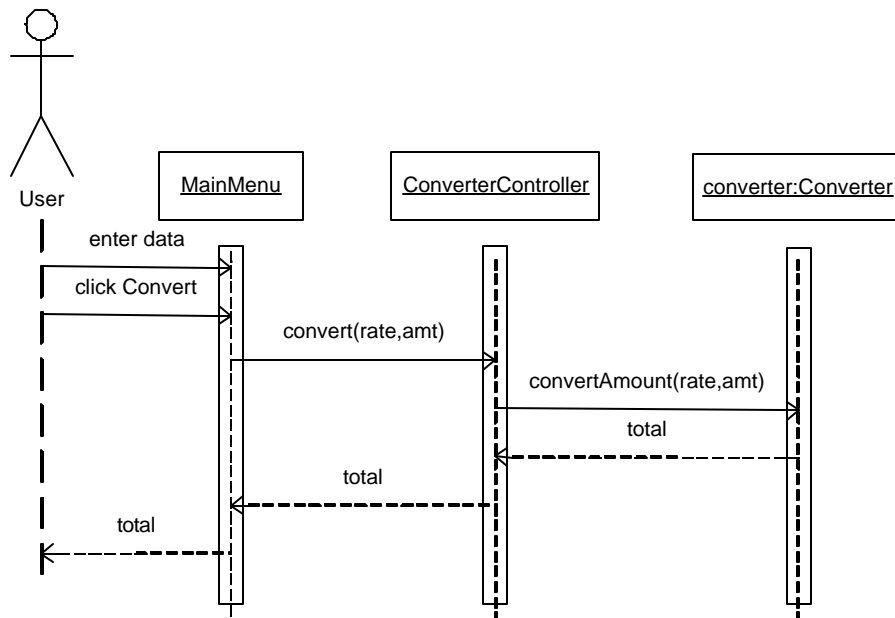 User
MainMenu
ConverterController
converter:Converter
enter data
click Convert
convert(rate,amt)
convertAmount(rate,amt)
total
total
total